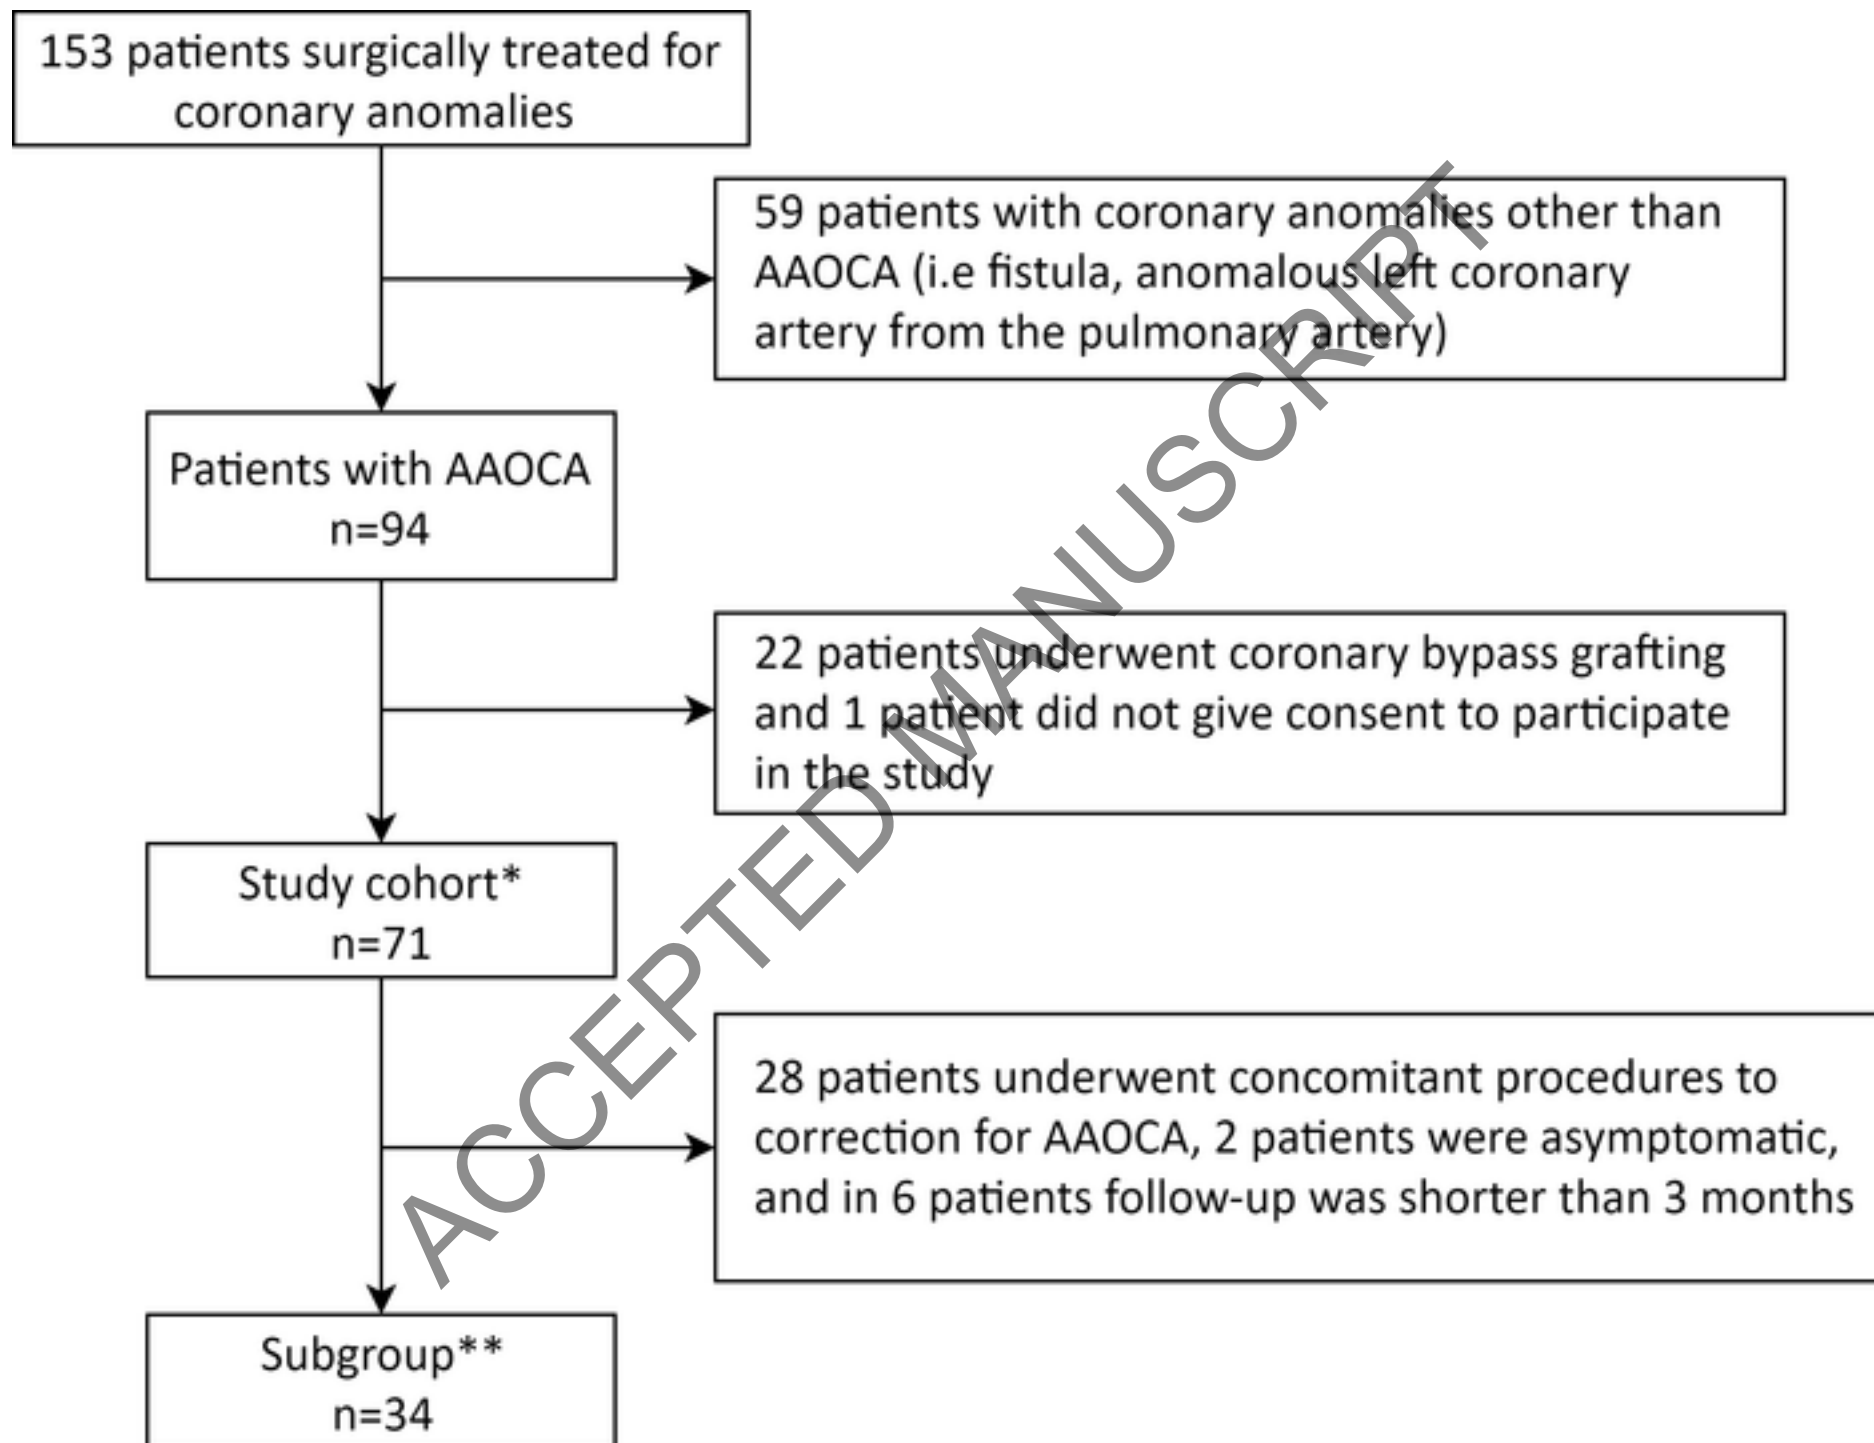 153 patients surgically treated for
coronary anomalies
59 patients with coronary anomalies other than
AAOCA (i.e fistula, anomalous left coronary
artery from the pulmonary artery)
Patients with AAOCA
n=94
22 patients underwent coronary bypass grafting
and 1 patient did not give consent to participate
in the study
Study cohort*
n=71
28 patients underwent concomitant procedures to
correction for AAOCA, 2 patients were asymptomatic,
and in 6 patients follow-up was shorter than 3 months
Subgroup**
n=34
ACCEPTED MANUSCRIPT